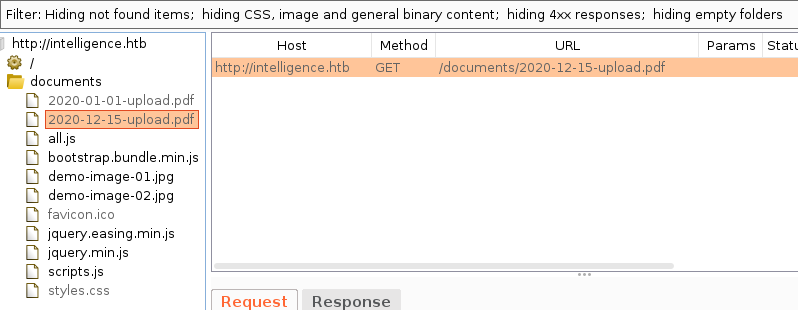 Filter: Hiding not found items;  hiding CSS, image and general binary content;  hiding 4xx responses;  hiding empty folders
http://intelligence.htb
/
documents
2020-01-01-upload.pdf
2020-12-15-upload.pdf
all.js
bootstrap.bundle.min.js
demo-image-01.jpg
demo-image-02.jpg
favicon.ico
jquery.easing.min.js
jquery.min.js
scripts.js
styles.css
Host Method URL Params Statu
http://intelligence.htb GET /documents/2020-12-15-upload.pdf
Request Response